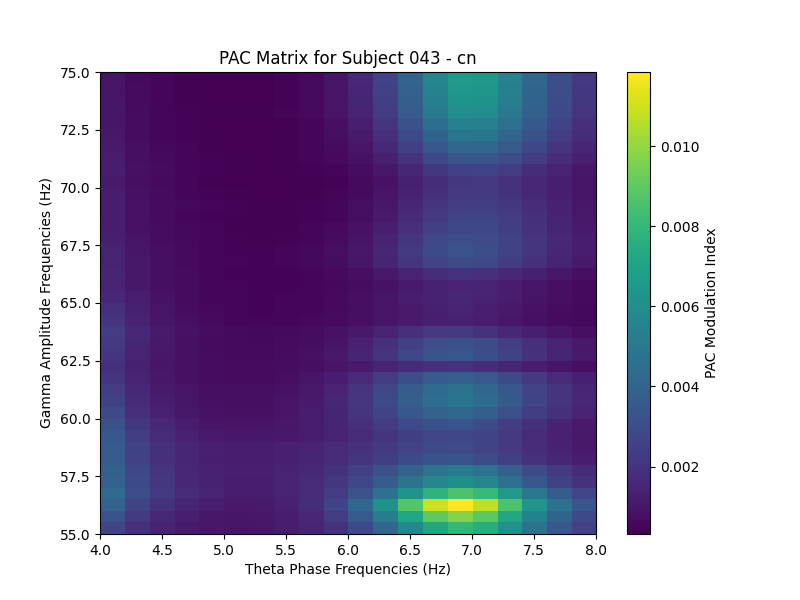 PAC Matrix for Subject 043 - cn
75.0
72.5
70.0
67.5
65.0
62.5
60.0
57.5
55.0
Gamma Amplitude Frequencies (Hz)
4.0 4.5 5.0 5.5 6.0 6.5 7.0 7.5 8.0
Theta Phase Frequencies (Hz)
0.010
0.008
0.006
0.004
0.002
PAC Modulation Index